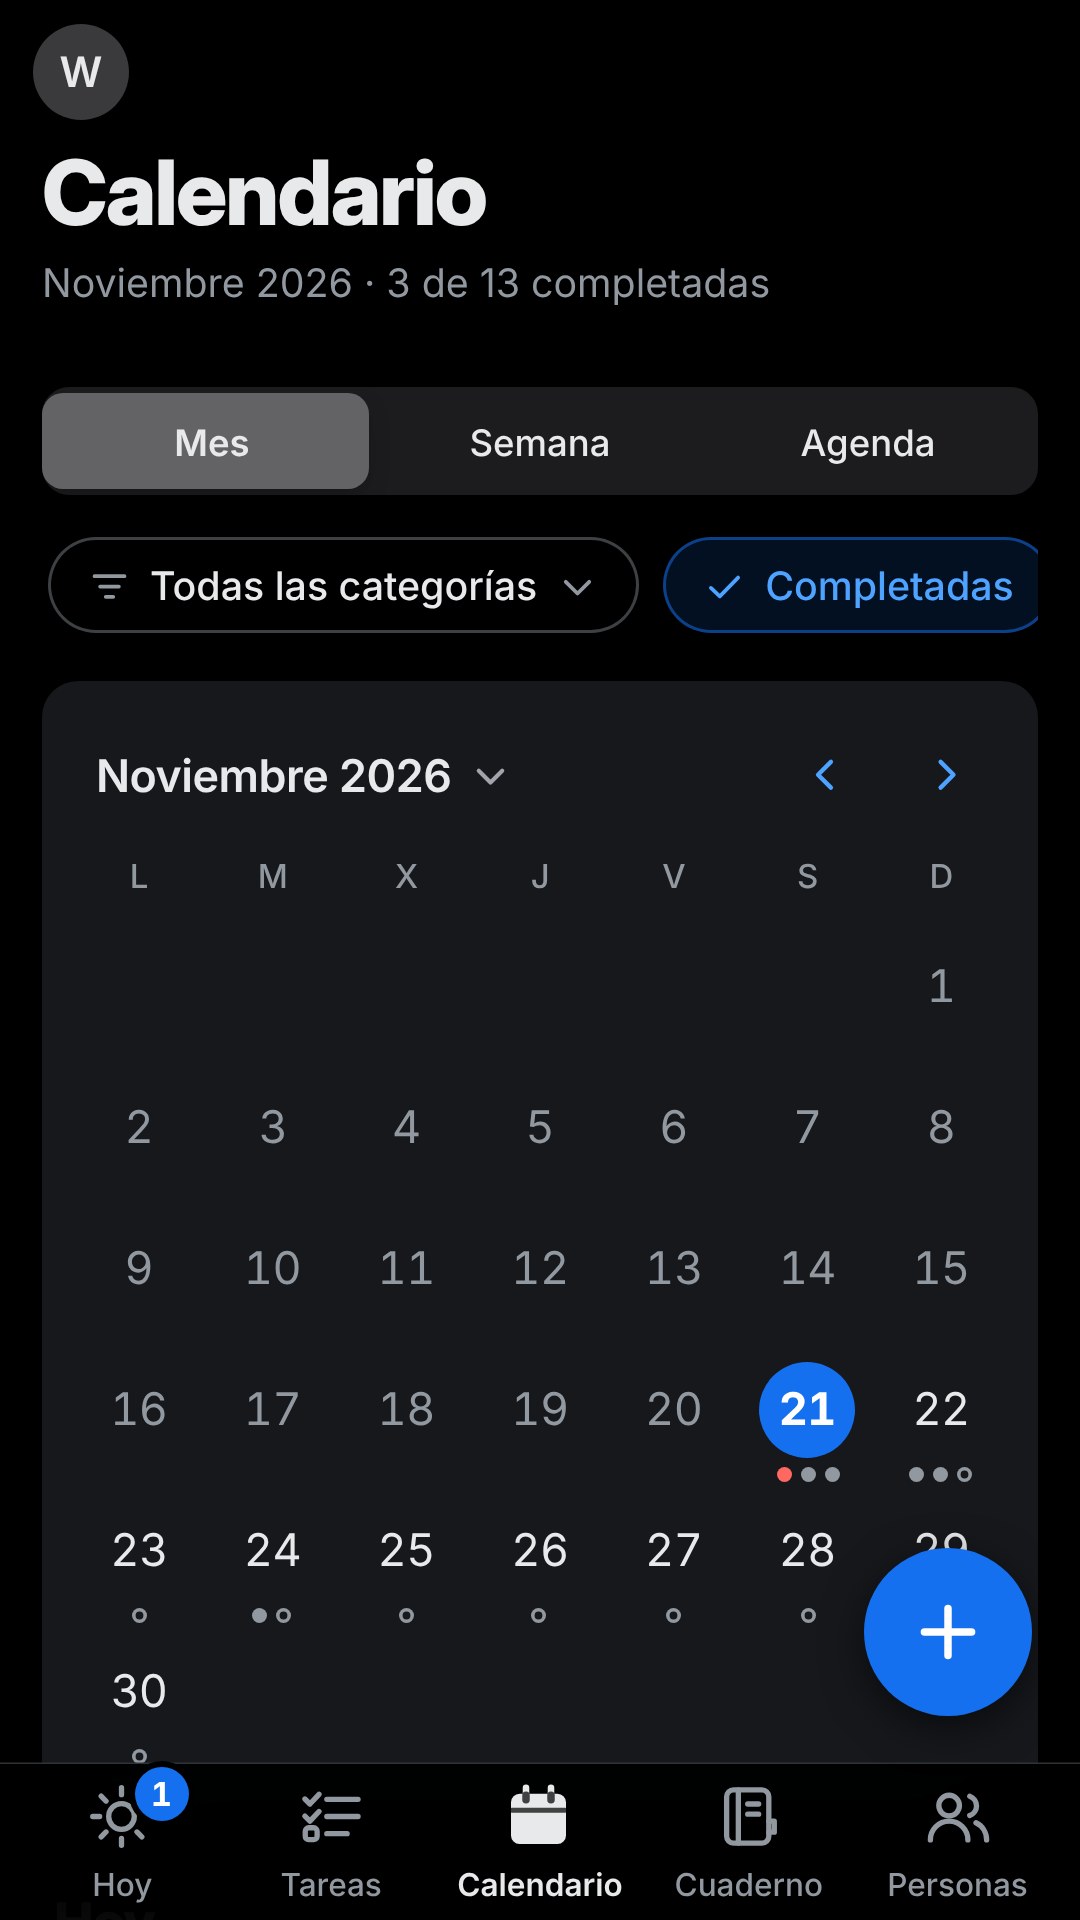 W
Calendario
Noviembre 2026 · 3 de 13 completadas
Mes Semana Agenda
Todas las categorías Completadas
Noviembre 2026
L M X J V S D
1
2 3 4 5 6 7 8
9 10 11 12 13 14 15
16 17 18 19 20 21 22
23 24 25 26 27 28 29
30
1
Hoy Tareas Calendario Cuaderno Personas
Hoy